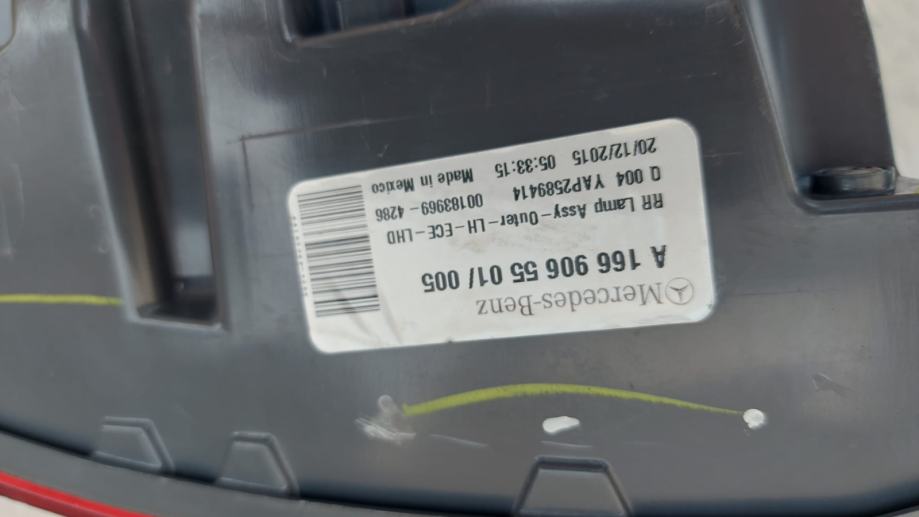 Mercedes-Benz
A 166 906 55 01/ 005
RR Lamp Assy-Outer-LH-ECE-LHD
Q 004 YAP2589414 00183969-4286
20/12/2015 05:33:15 Made in Mexico